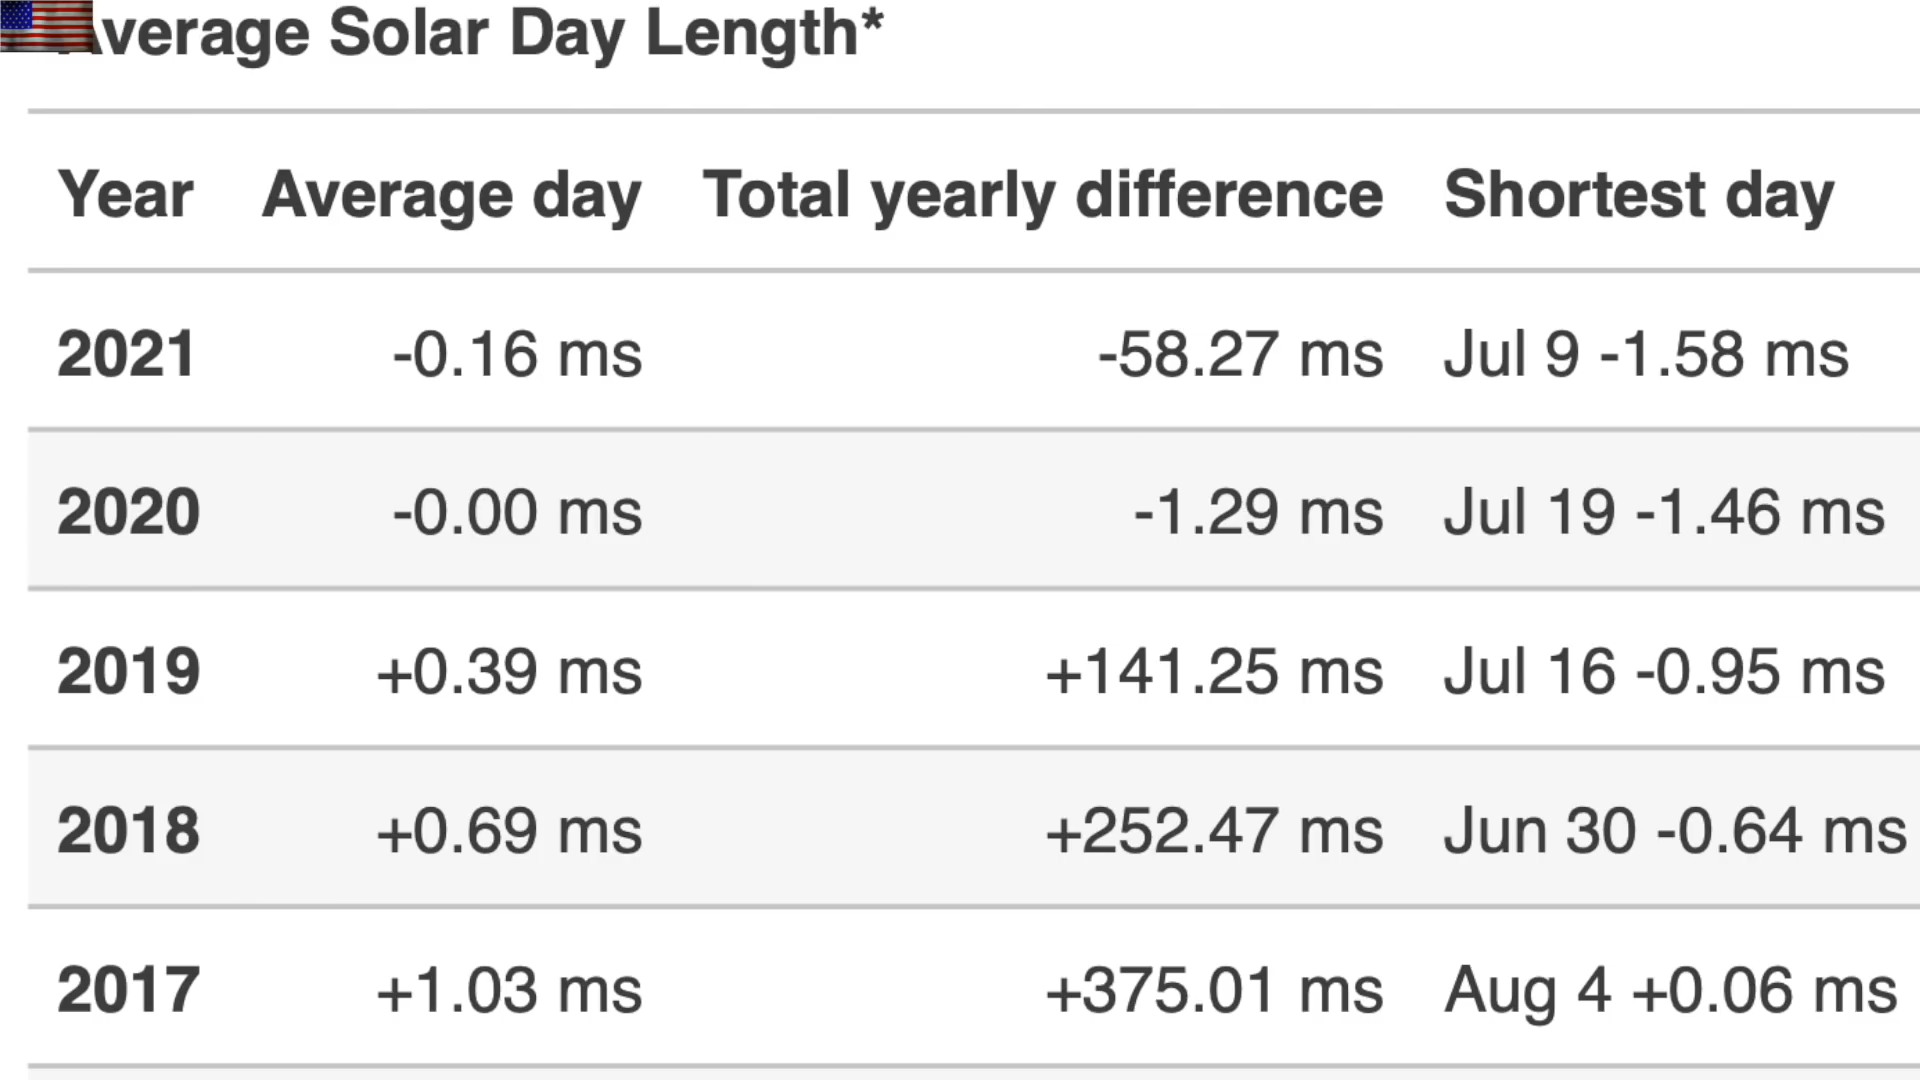 Average Solar Day Length*
Year Average day Total yearly difference Shortest day
2021 -0.16 ms -58.27 ms Jul 9 -1.58 ms
2020 -0.00 ms -1.29 ms Jul 19 -1.46 ms
2019 +0.39 ms +141.25 ms Jul 16 -0.95 ms
2018 +0.69 ms +252.47 ms Jun 30 -0.64 ms
2017 +1.03 ms +375.01 ms Aug 4 +0.06 ms